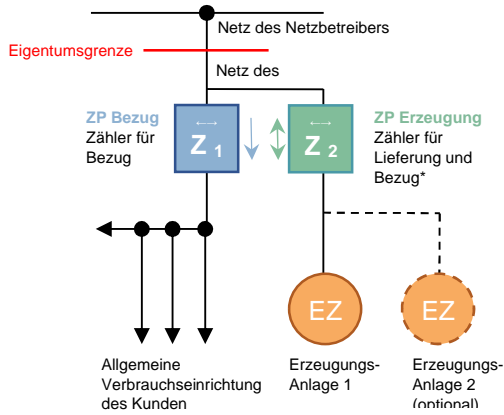 Netz des Netzbetreibers
Eigentumsgrenze
Netz des
ZP Bezug
Zähler für
Bezug
Z 1
Z 2
ZP Erzeugung
Zähler für
Lieferung und
Bezug*
EZ
EZ
Allgemeine
Verbrauchseinrichtung
des Kunden
Erzeugungs-
Anlage 1
Erzeugungs-
Anlage 2
(optional)